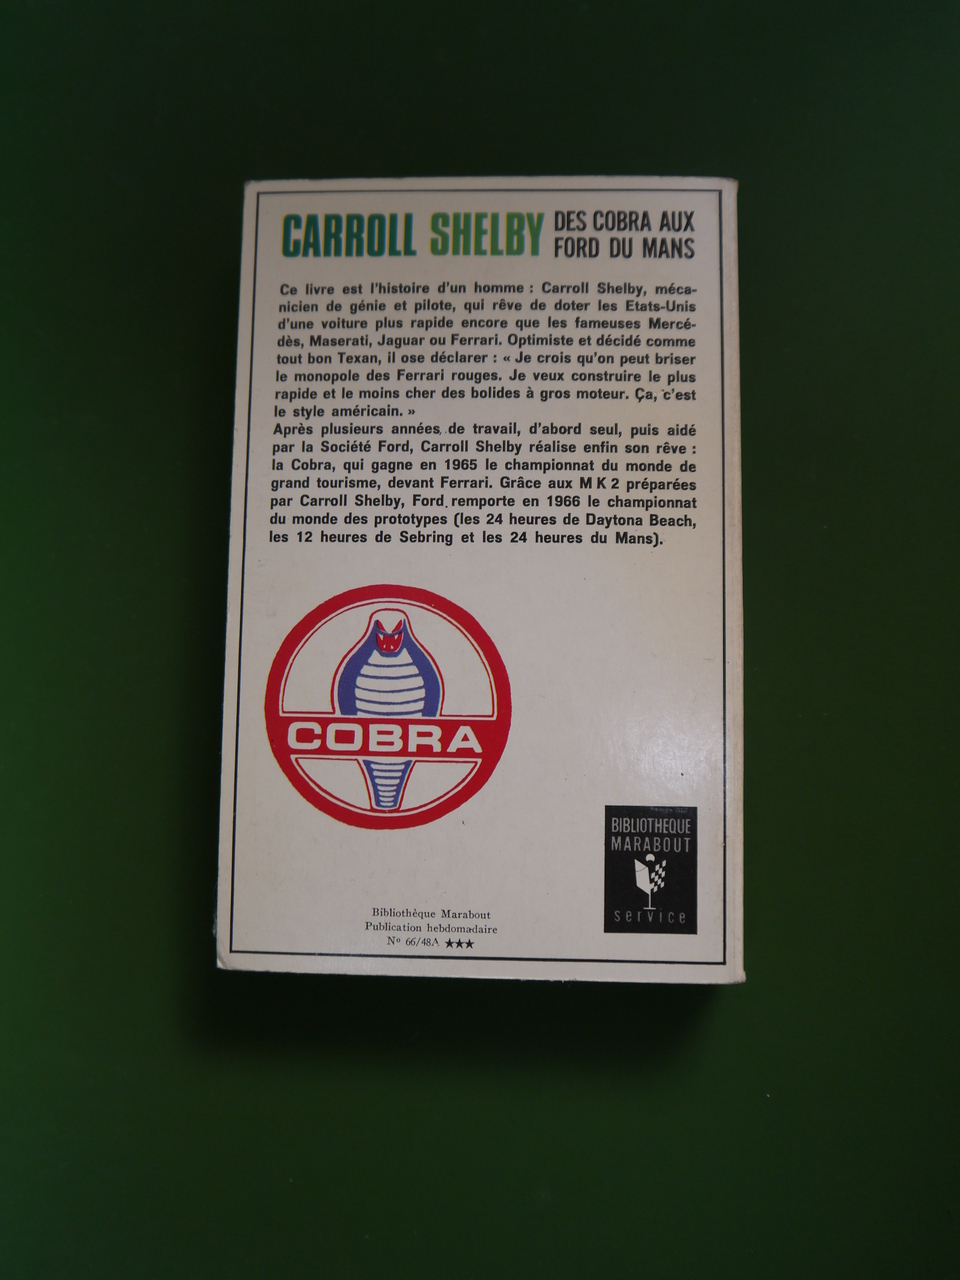 CARROLL SHELBY DES COBRA AUX
FORD DU MANS
Ce livre est l'histoire d'un homme : Carroll Shelby, méca-
nicien de génie et pilote, qui rêve de doter les Etats-Unis
d'une voiture plus rapide encore que les fameuses Mercé-
dès, Maserati, Jaguar ou Ferrari. Optimiste et décidé comme
tout bon Texan, il ose déclarer : « Je crois qu'on peut briser
le monopole des Ferrari rouges. Je veux construire le plus
rapide et le moins cher des bolides à gros moteur. Ça, c'est
le style américain. »
Après plusieurs années de travail, d'abord seul, puis aidé
par la Société Ford, Carroll Shelby réalise enfin son rêve :
la Cobra, qui gagne en 1965 le championnat du monde de
grand tourisme, devant Ferrari. Grâce aux M K 2 préparées
par Carroll Shelby, Ford remporte en 1966 le championnat
du monde des prototypes (les 24 heures de Daytona Beach,
les 12 heures de Sebring et les 24 heures du Mans).
COBRA
BIBLIOTHEQUE
MARABOUT
service
Bibliothèque Marabout
Publication hebdomadaire
Nº 66/48A ★★★